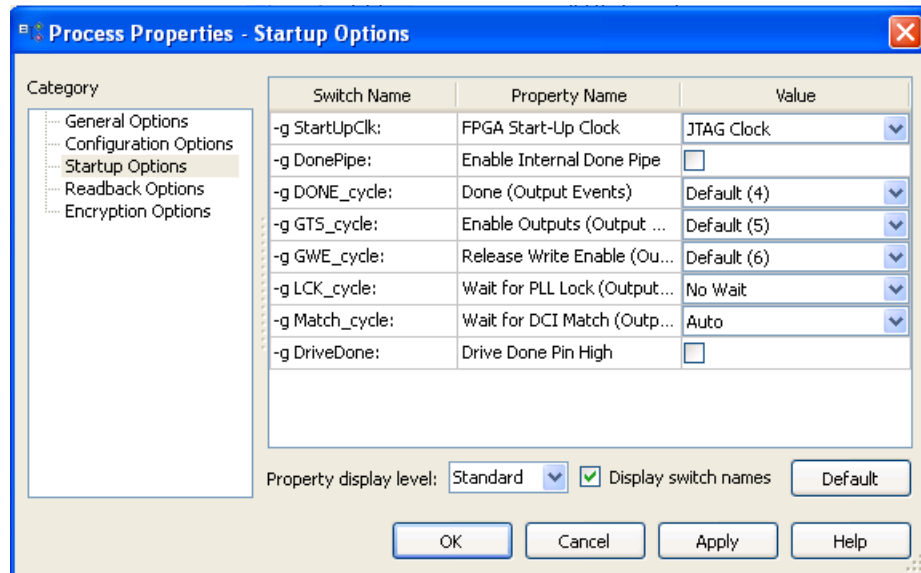 Process Properties - Startup Options
Category
General Options
Configuration Options
Startup Options
Readback Options
Encryption Options
Switch Name Property Name Value
-g StartUpClk: FPGA Start-Up Clock JTAG Clock
-g DonePipe: Enable Internal Done Pipe
-g DONE_cycle: Done (Output Events) Default (4)
-g GTS_cycle: Enable Outputs (Output ... Default (5)
-g GWE_cycle: Release Write Enable (Ou... Default (6)
-g LCK_cycle: Wait for PLL Lock (Output... No Wait
-g Match_cycle: Wait for DCI Match (Outp... Auto
-g DriveDone: Drive Done Pin High
Property display level: Standard Display switch names Default
OK Cancel Apply Help